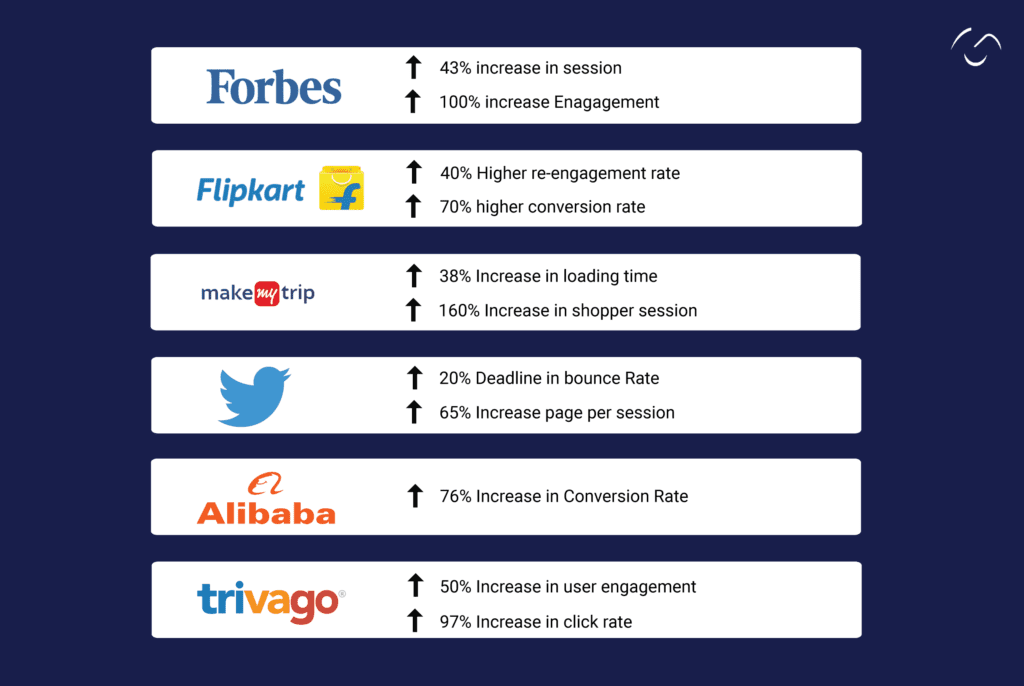 Forbes
43% increase in session
100% increase Enagagement
Flipkart
40% Higher re-engagement rate
70% higher conversion rate
make my trip
38% Increase in loading time
160% Increase in shopper session
20% Deadline in bounce Rate
65% Increase page per session
Alibaba
76% Increase in Conversion Rate
trivago®
50% Increase in user engagement
97% Increase in click rate